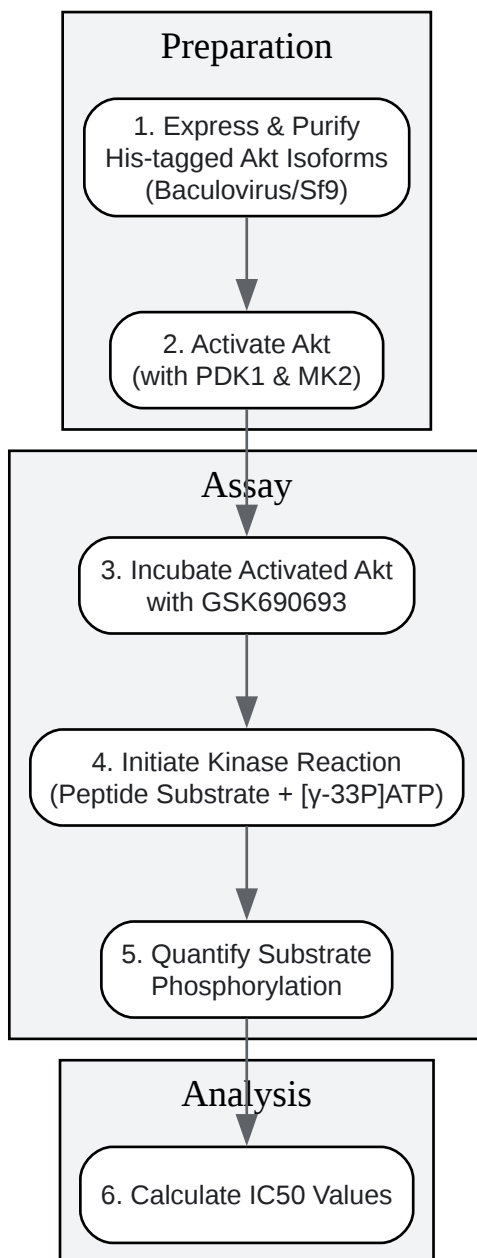 Preparation
1. Express & Purify
His-tagged Akt Isoforms
(Baculovirus/Sf9)
2. Activate Akt
(with PDK1 & MK2)
Assay
3. Incubate Activated Akt
with GSK690693
4. Initiate Kinase Reaction
(Peptide Substrate + [γ-33P]ATP)
5. Quantify Substrate
Phosphorylation
Analysis
6. Calculate IC50 Values